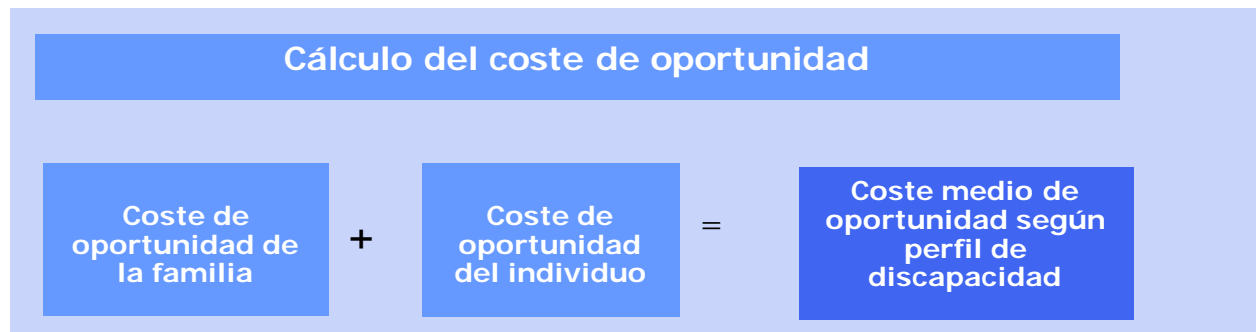 Cálculo del coste de oportunidad
Coste de
oportunidad de
la familia
+
Coste de
oportunidad
del individuo
=
Coste medio de
oportunidad según
perfil de
discapacidad